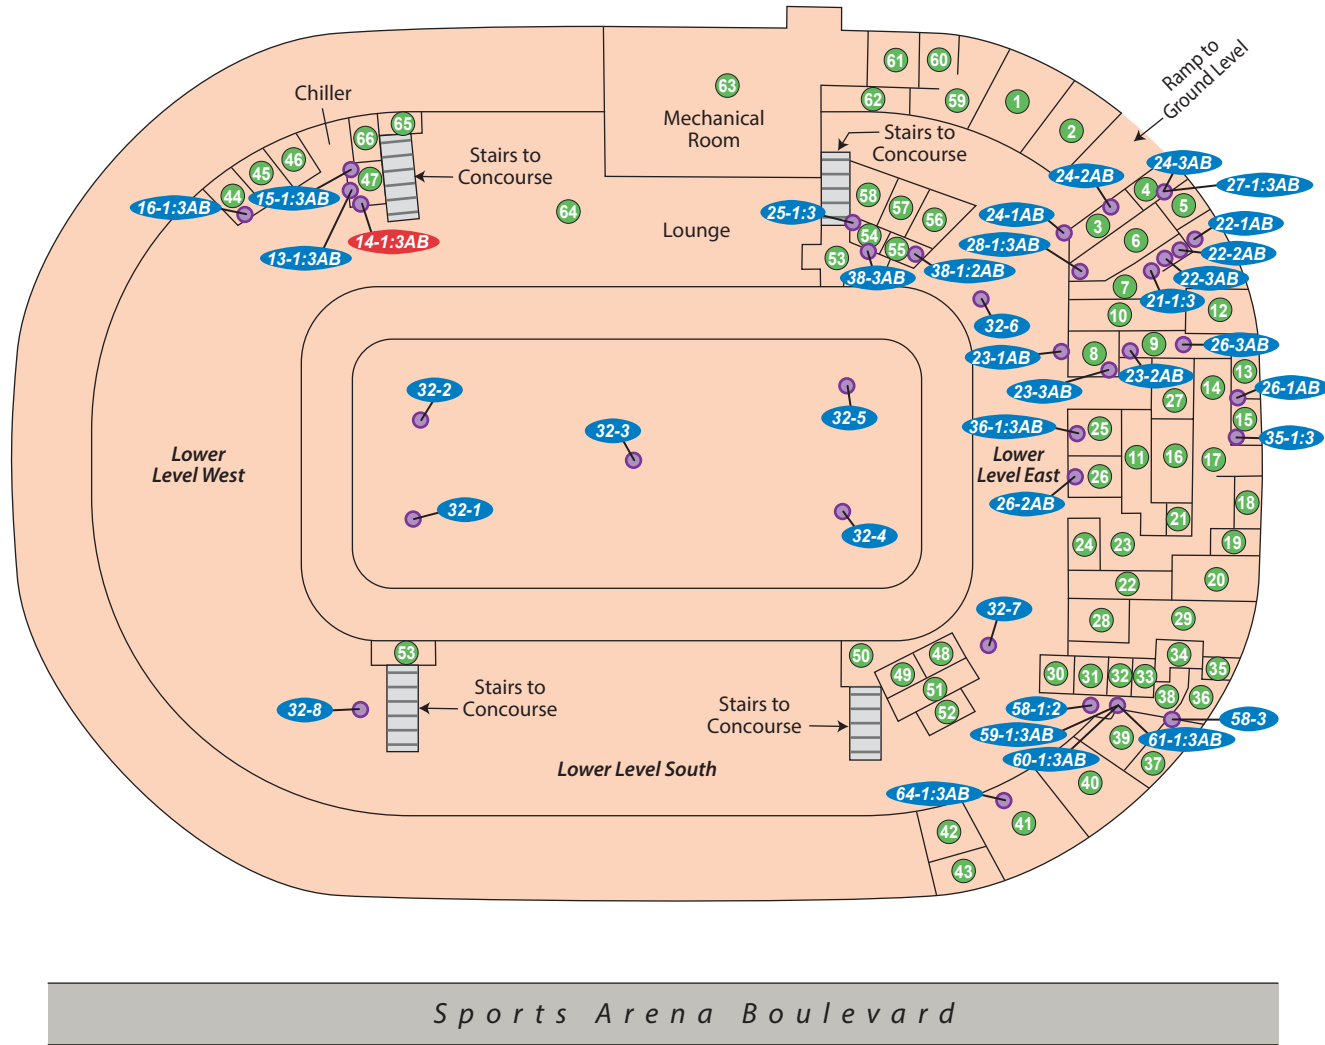 Ramp to
Ground Level
61
60
63
Chiller
62
59
1
65
Mechanical
Room
2
66
Stairs to
Concourse
46
Stairs to
Concourse
45
47
24-3AB
24-2AB
27-1:3AB
44
15-1:3AB
58
4
16-1:3AB
57
5
64
25-1:3
56
24-1AB
3
22-1AB
Lounge
54
14-1:3AB
28-1:3AB
6
55
22-2AB
13-1:3AB
53
38-3AB
38-1:2AB
22-3AB
7
21-1:3
12
10
32-6
9
26-3AB
23-1AB
8
13
23-2AB
32-2
23-3AB
14
26-1AB
27
32-5
15
32-3
36-1:3AB
25
35-1:3
Lower
Level West
Lower
Level East
11
16
17
26
26-2AB
18
32-1
21
32-4
24
23
19
22
20
32-7
28
29
53
50
48
34
49
30
31
32
33
35
51
38
36
Stairs to
Concourse
32-8
Stairs to
Concourse
52
58-1:2
58-3
59-1:3AB
39
61-1:3AB
60-1:3AB
37
Lower Level South
40
64-1:3AB
41
42
43
Sports Arena Boulevard